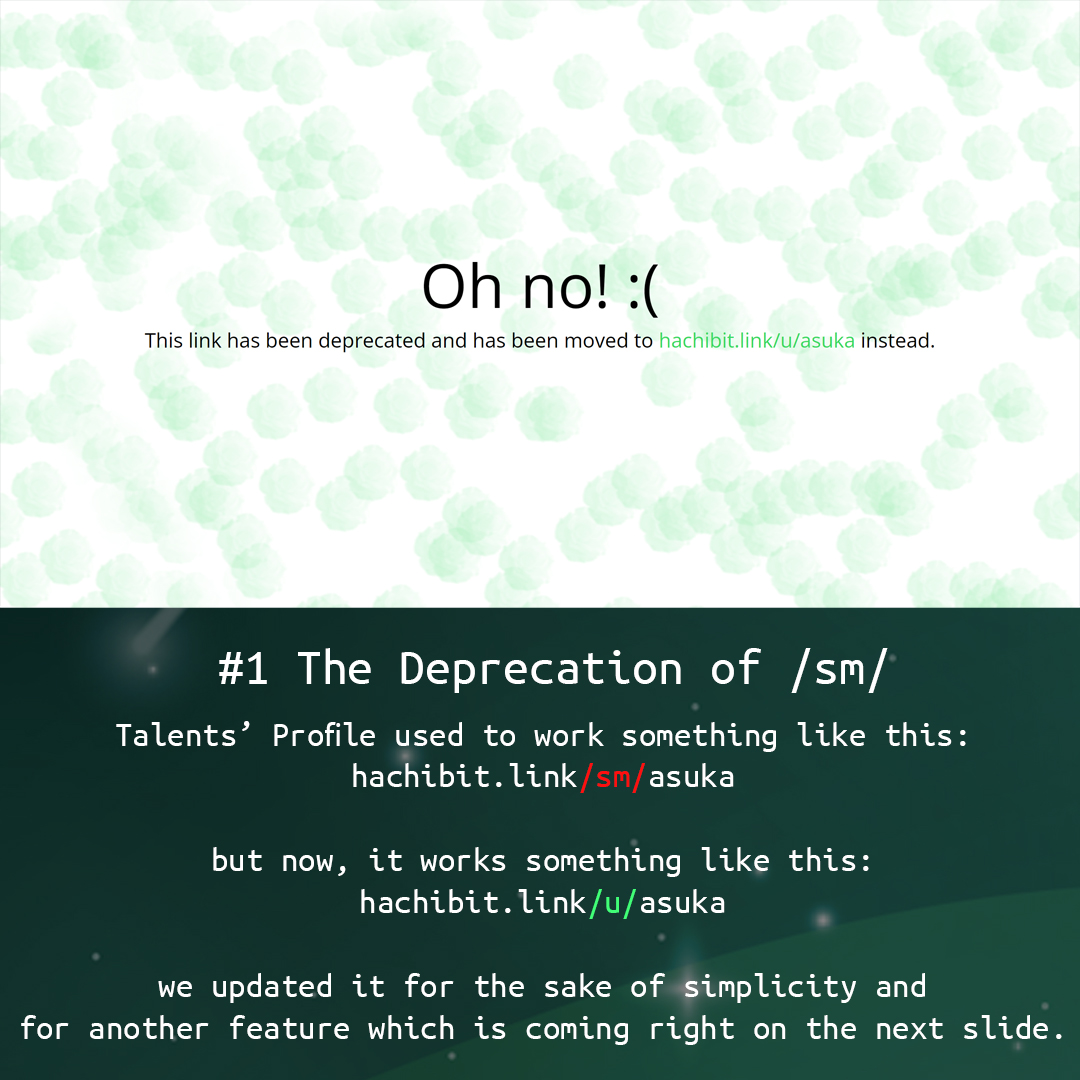 Oh no! :(
This link has been deprecated and has been moved to hachibit.link/u/asuka instead.
#1 The Deprecation of /sm/
Talents’ Profile used to work something like this:
hachibit.link/sm/asuka
but now, it works something like this:
hachibit.link/u/asuka
we updated it for the sake of simplicity and
for another feature which is coming right on the next slide.